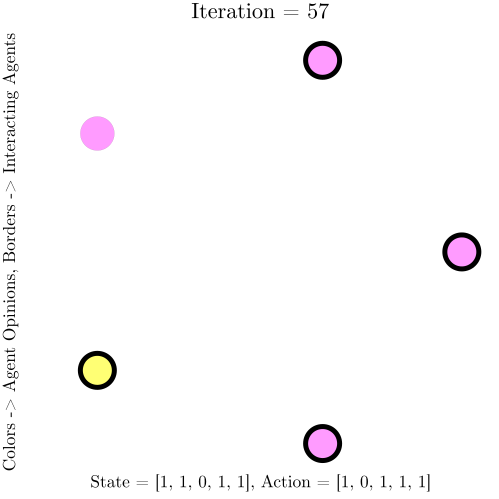 Iteration = 57
Colors -> Agent Opinions, Borders -> Interacting Agents
State = [1, 1, 0, 1, 1], Action = [1, 0, 1, 1, 1]